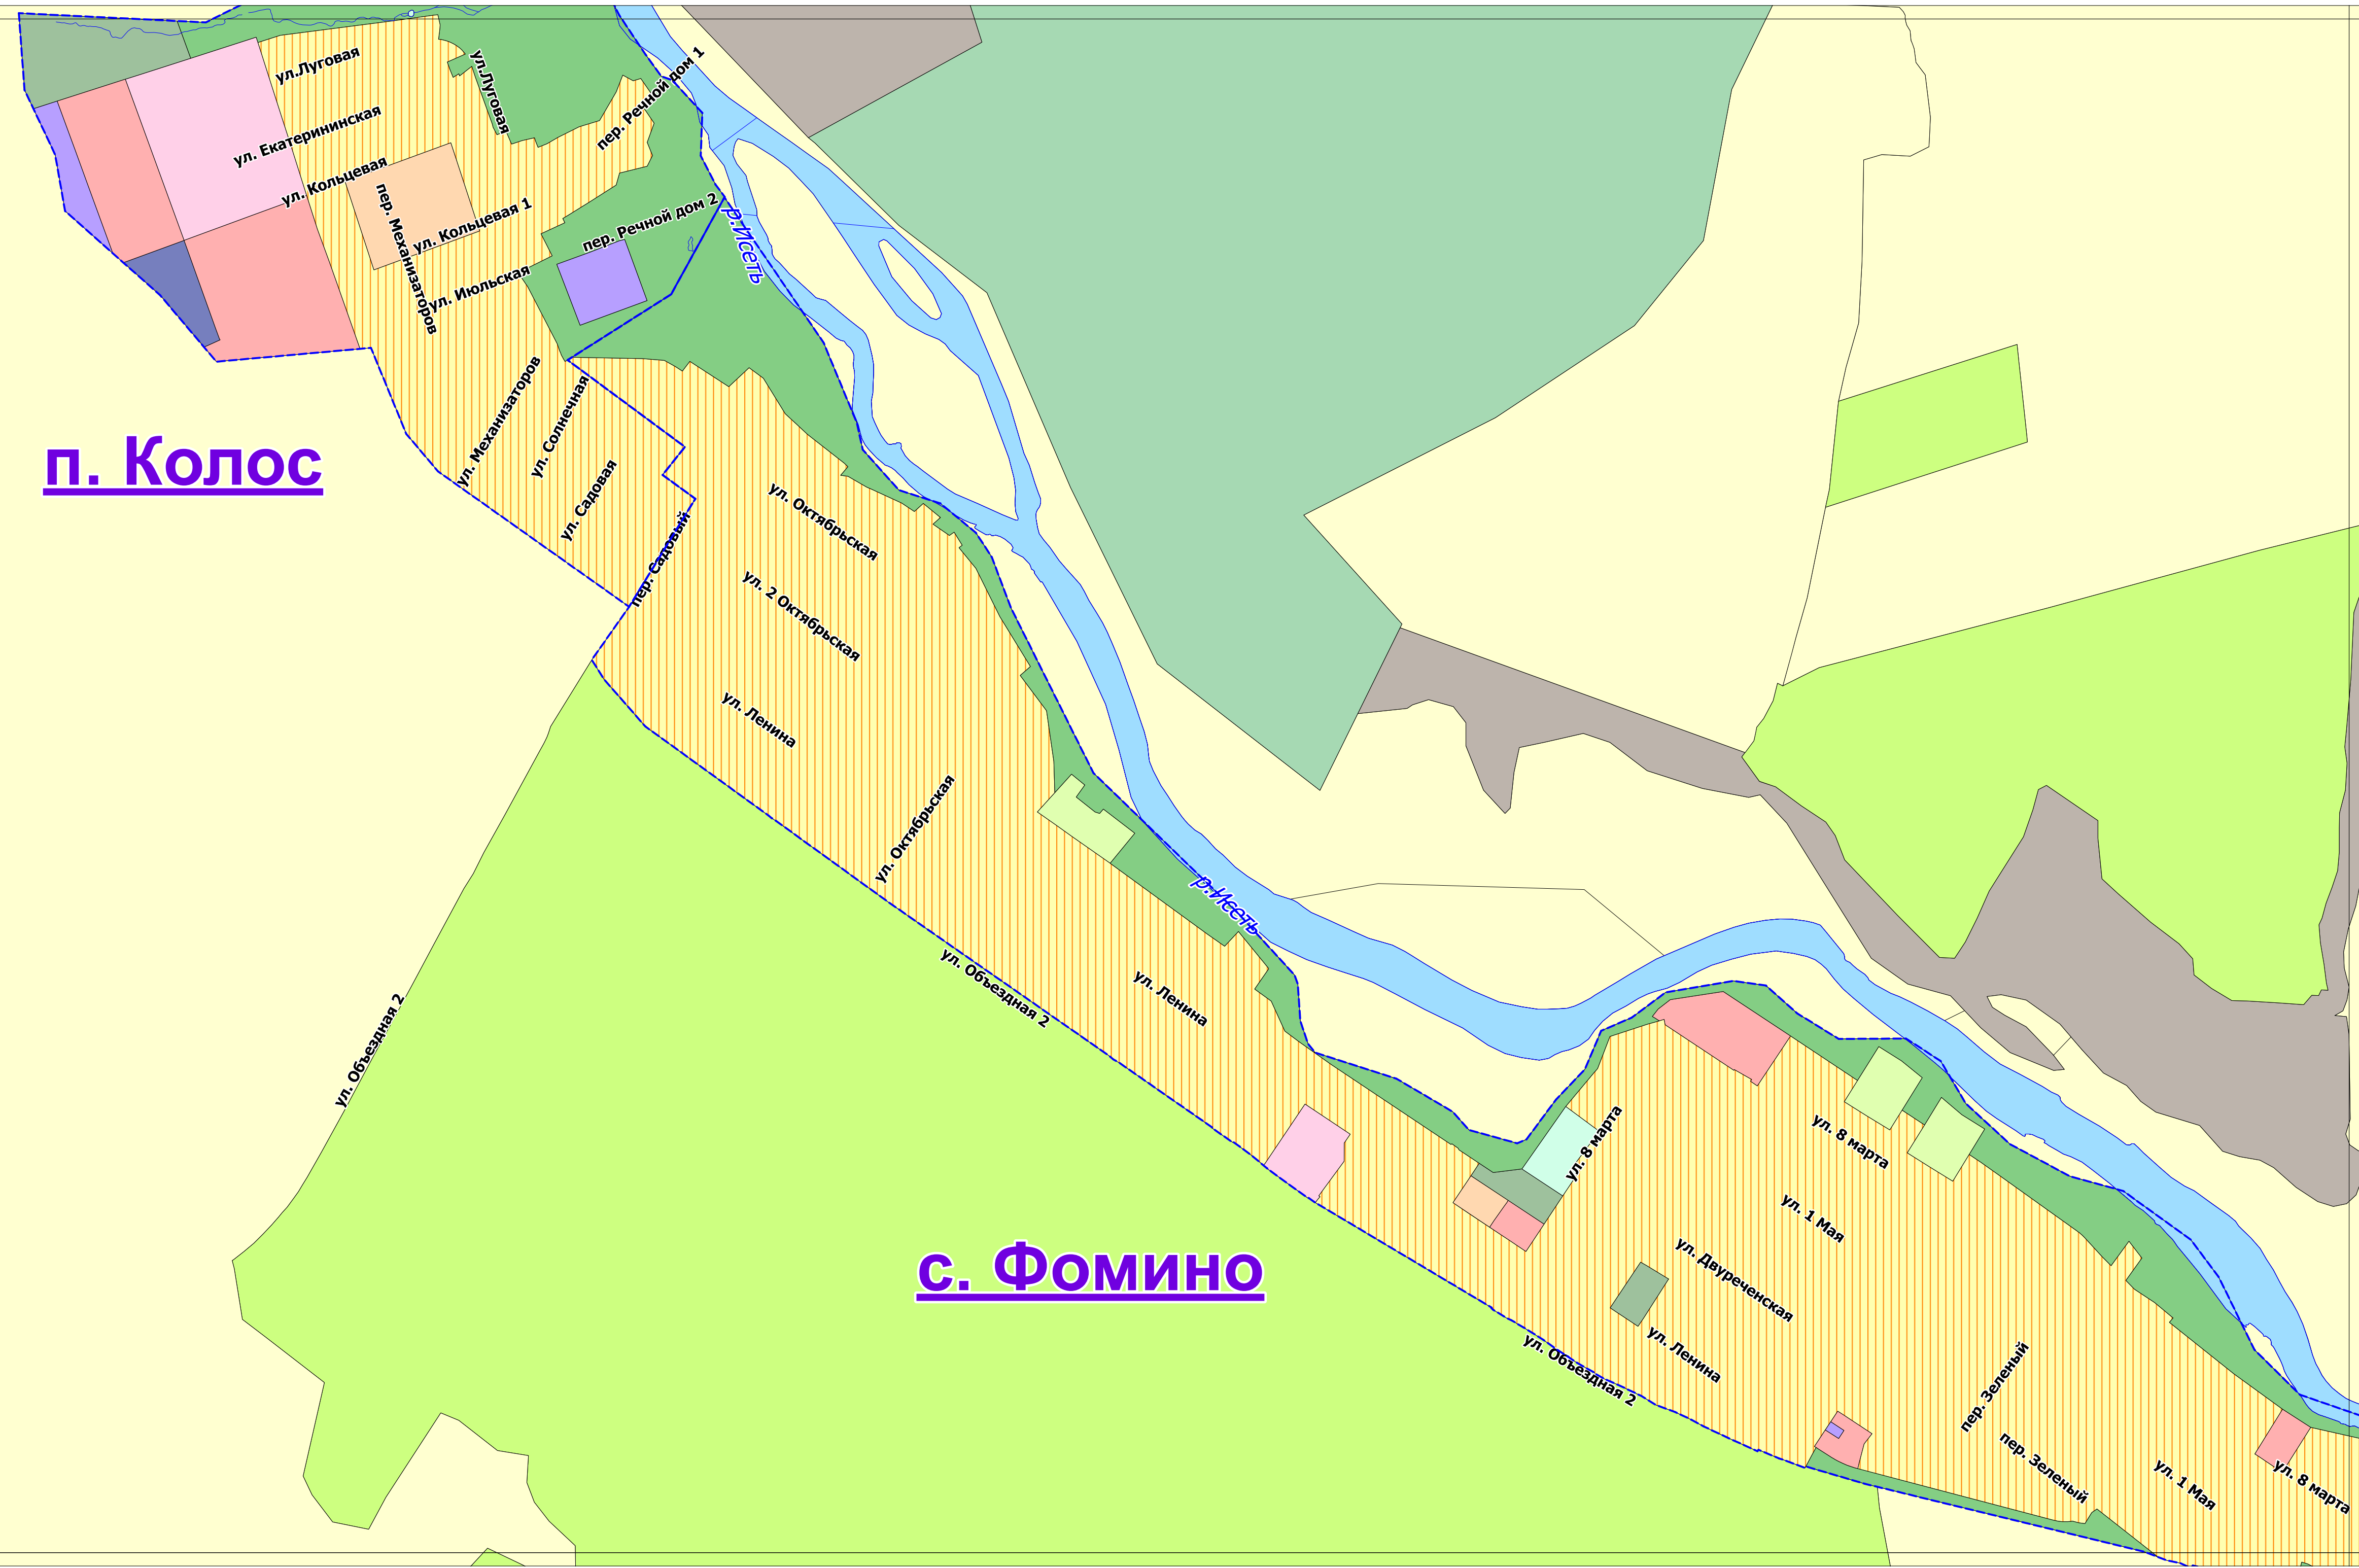 ул.Луговая
ул.Луговая
пер. Речной дом 1
ул. Екатерининская
ул. Кольцевая
пер. Механизаторов
ул. Кольцевая 1
пер. Речной дом 2
р.Исеть
ул. Июльская
ул. Механизаторов
ул. Солнечная
п. Колос
ул. Садовая
пер. Садовый
ул. Октябрьская
ул. 2 Октябрьская
ул. Ленина
ул. Октябрьская
р.Исеть
ул. Объездная 2
ул. Ленина
ул. Объездная 2
ул. 8 марта
ул. 8 марта
ул. 1 Мая
с. Фомино
ул. Двуреченская
ул. Ленина
ул. Объездная 2
пер. Зеленый
пер. Зеленый
ул. 1 Мая
ул. 8 марта